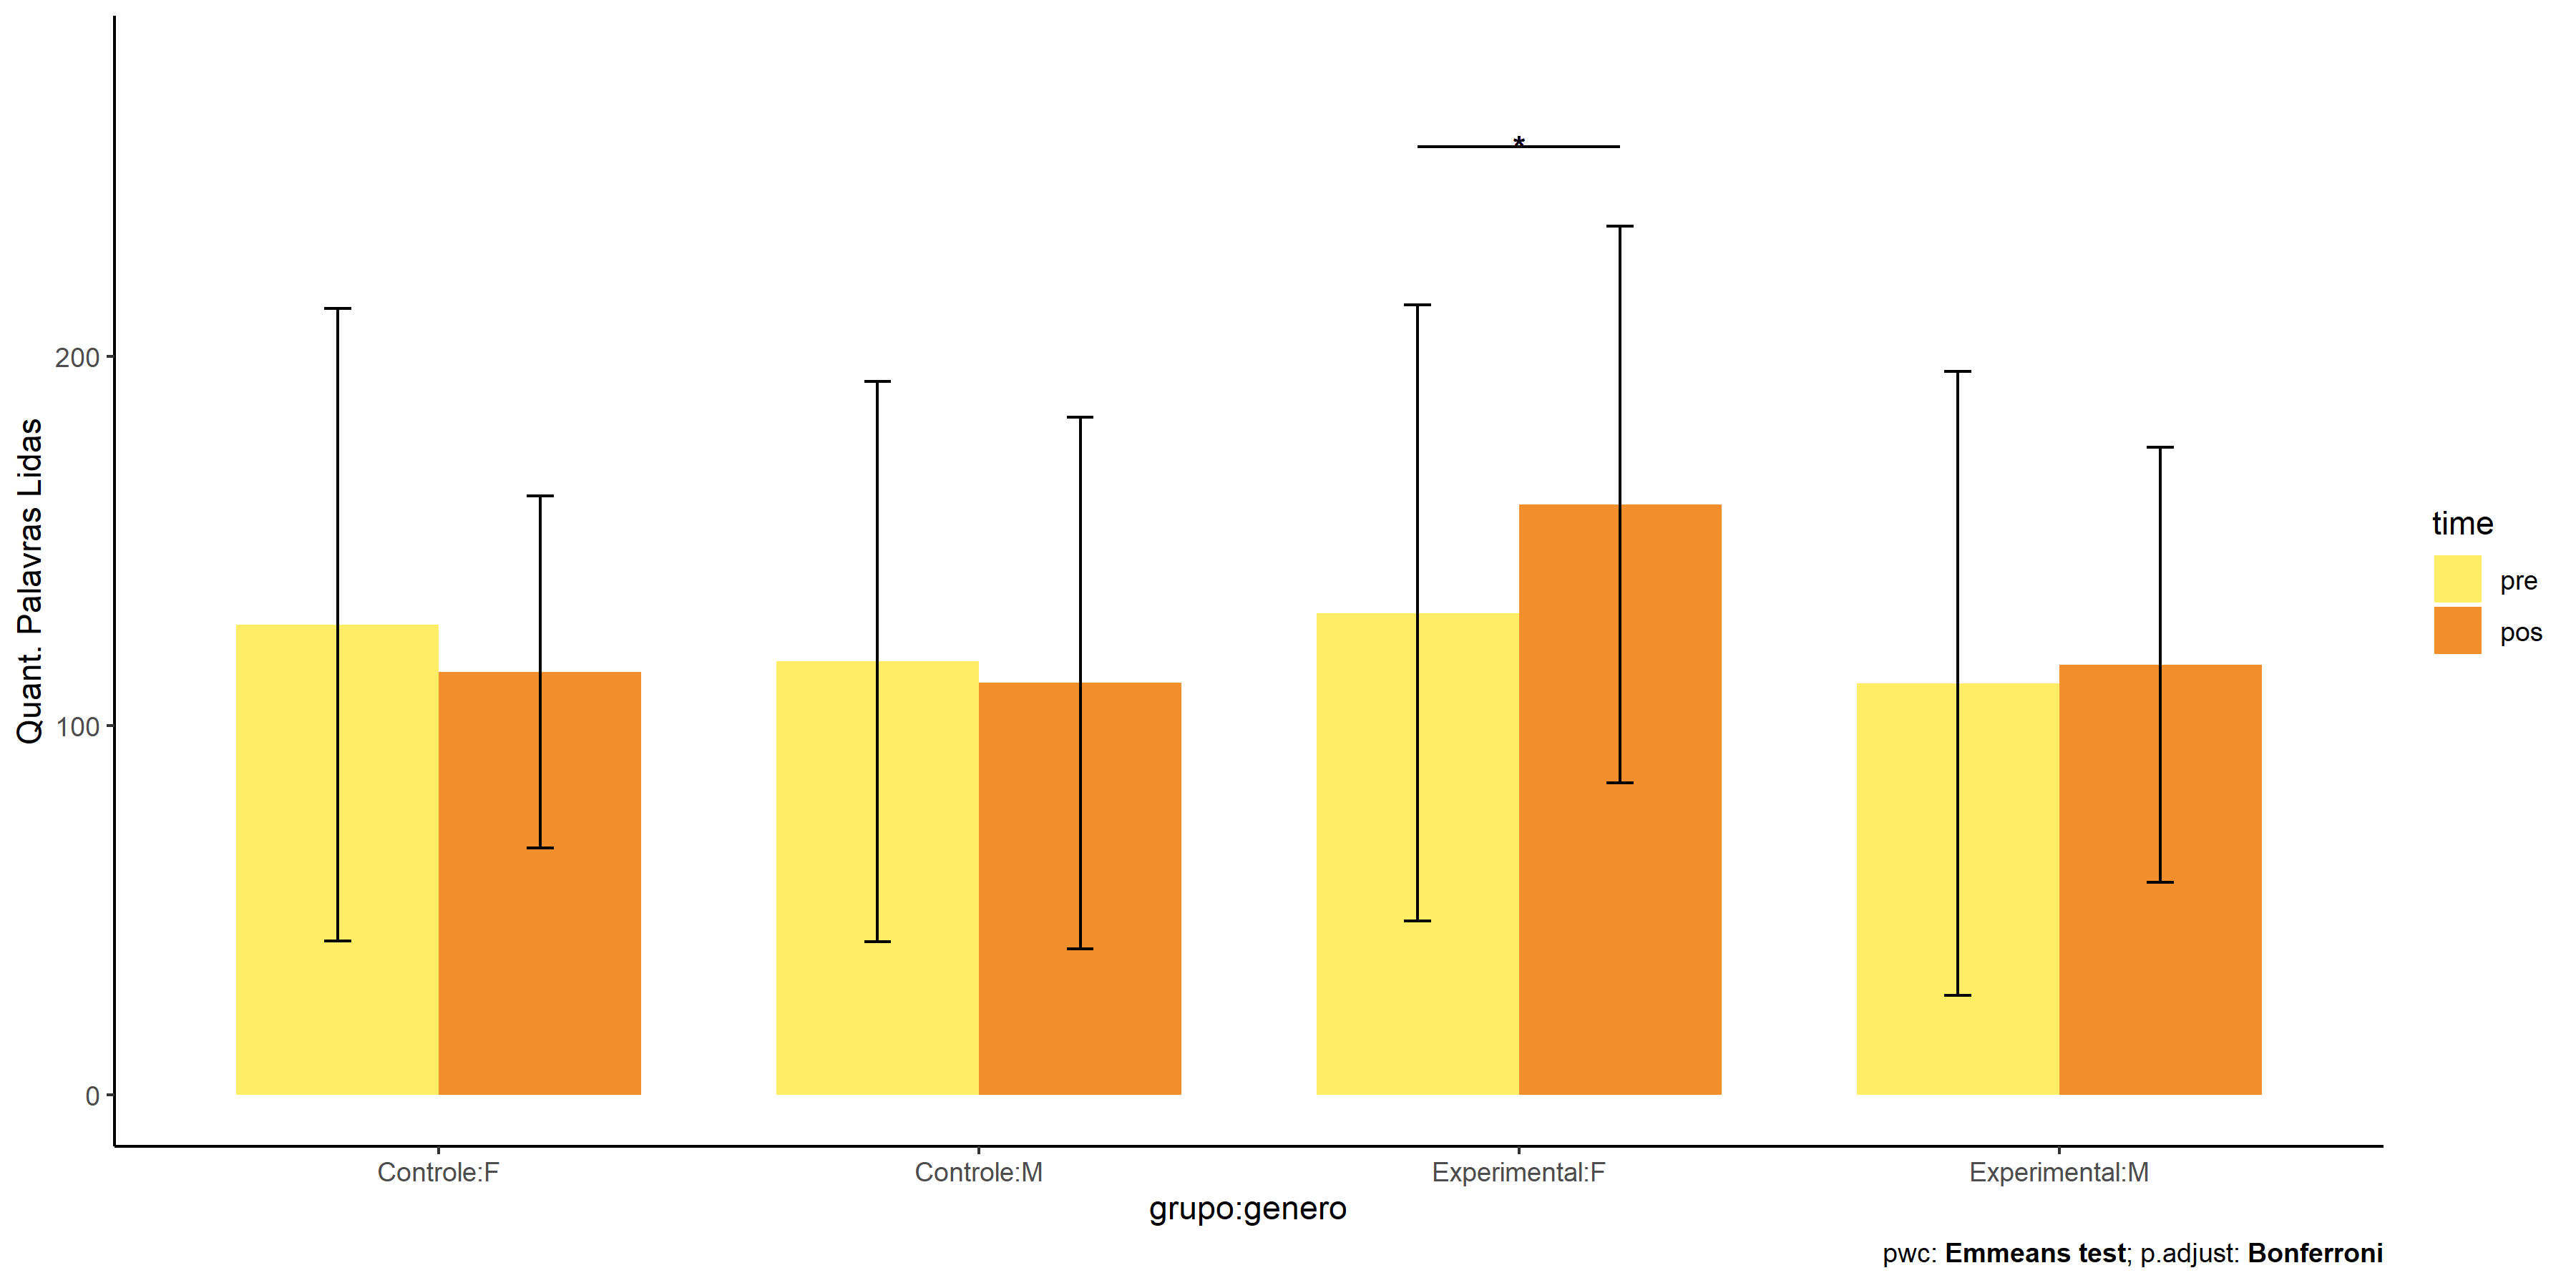 *
200
100
0
Quant. Palavras Lidas
Controle:F
Controle:M
Experimental:F
Experimental:M
grupo:genero
time
pre
pos
pwc: Emmeans test; p.adjust: Bonferroni